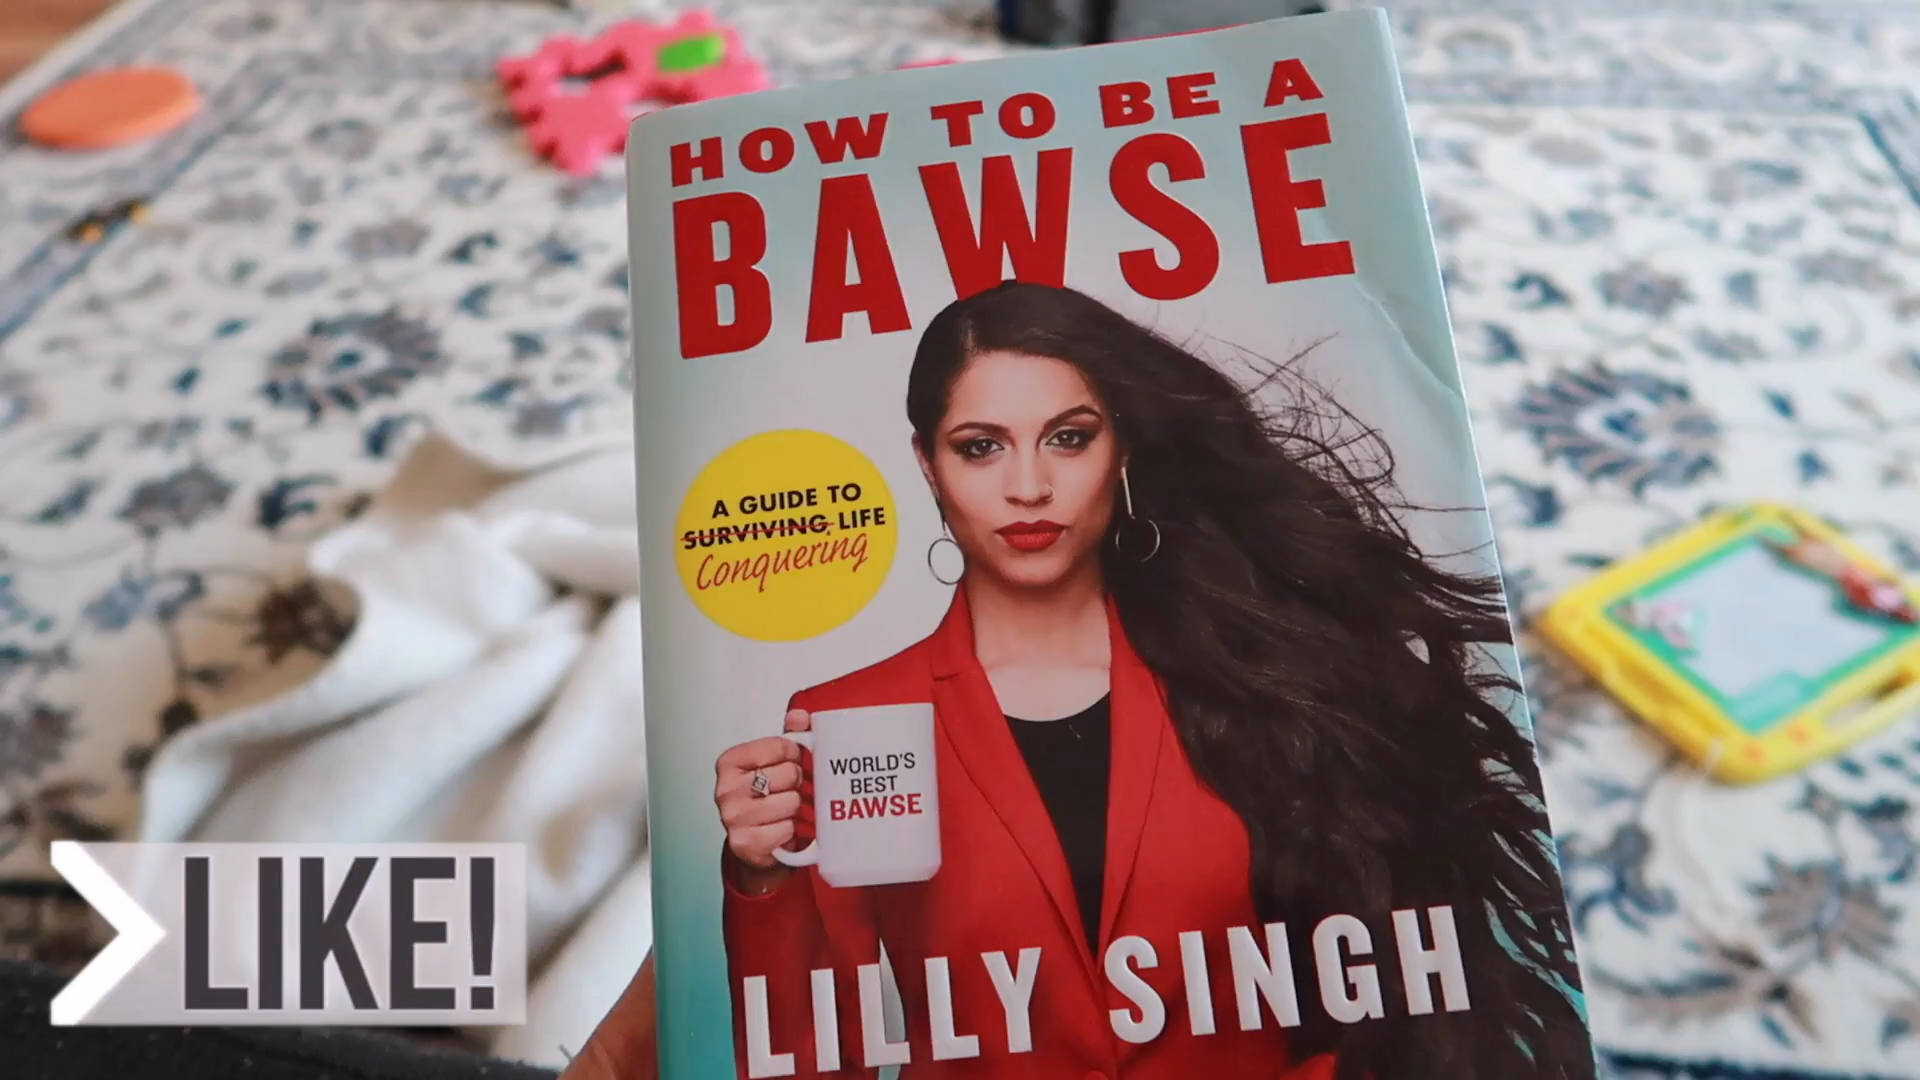 HOW TO BE A
BAWSE
A GUIDE TO
SURVIVING LIFE
Conquering
WORLD'S
BEST
BAWSE
LILLY SINGH
LIKE!